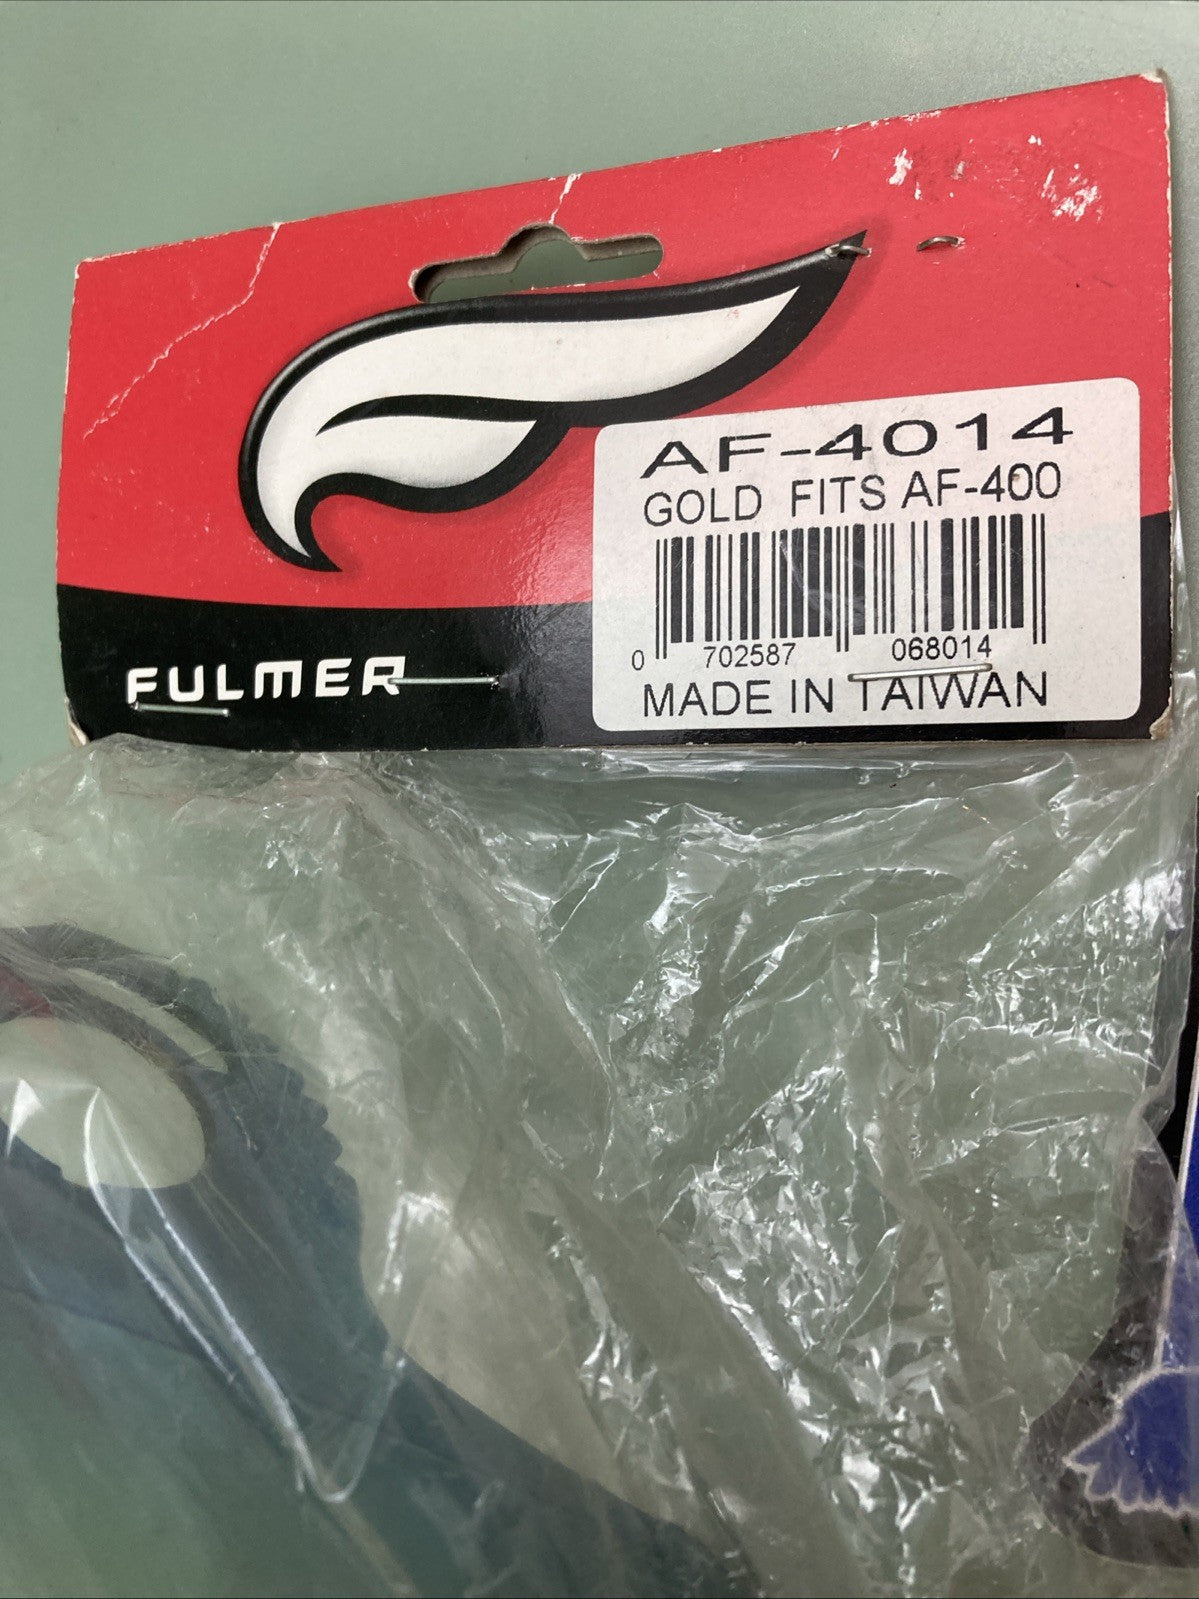 AF-4014
GOLD FITS AF-400
0 702587 068014
MADE IN TAIWAN
FULMER